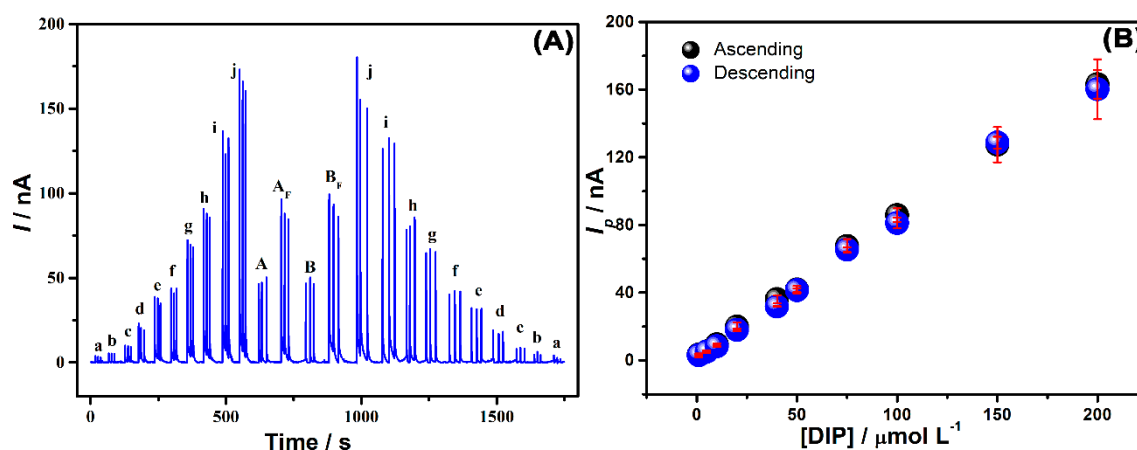 (A)
200
150
100
50
0
I / nA
0
500
1000
1500
Time / s
a
b
c
d
e
f
g
h
i
j
A
A_F
B
B_F
j
i
h
g
f
e
d
c
b
a
(B)
Ascending
Descending
200
160
120
80
40
0
I_p / nA
0
50
100
150
200
[DIP] / μmol L⁻¹